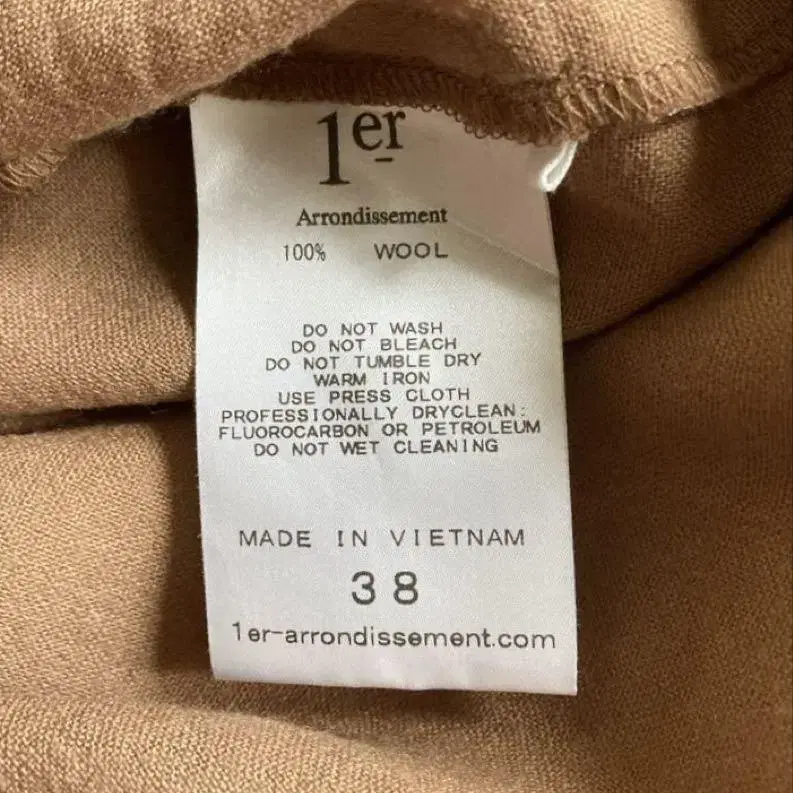 1er
Arrondissement
100% WOOL
DO NOT WASH
DO NOT BLEACH
DO NOT TUMBLE DRY
WARM IRON
USE PRESS CLOTH
PROFESSIONALLY DRYCLEAN:
FLUOROCARBON OR PETROLEUM
DO NOT WET CLEANING
MADE IN VIETNAM
38
1er-arrondissement.com